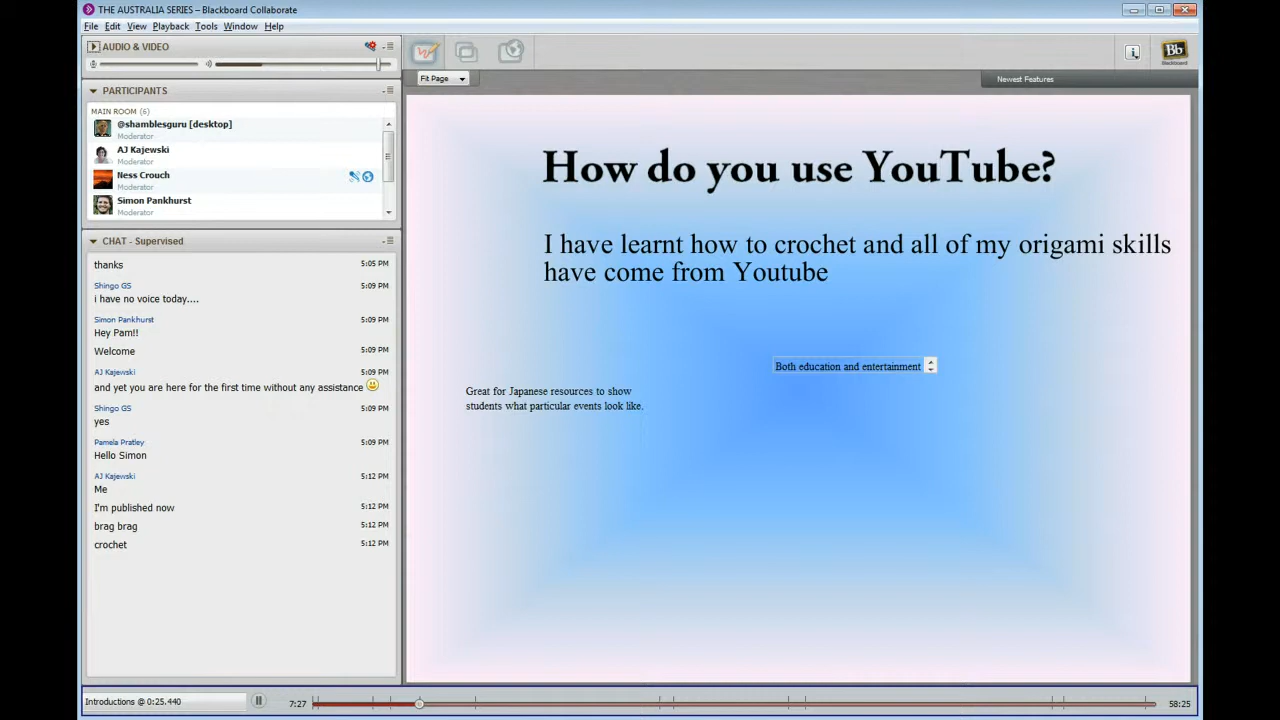 THE AUSTRALIA SERIES – Blackboard Collaborate
File Edit View Playback Tools Window Help
AUDIO & VIDEO
Fit Page
Newest Features
Bb
Blackboard
PARTICIPANTS
MAIN ROOM (6)
@shamblesguru [desktop]
Moderator
AJ Kajewski
Moderator
Ness Crouch
Moderator
Simon Pankhurst
Moderator
CHAT - Supervised
thanks 5:05 PM
Shingo GS 5:09 PM
i have no voice today....
Simon Pankhurst 5:09 PM
Hey Pam!!
Welcome 5:09 PM
AJ Kajewski 5:09 PM
and yet you are here for the first time without any assistance
Shingo GS 5:09 PM
yes
Pamela Pratley 5:09 PM
Hello Simon
AJ Kajewski 5:12 PM
Me
I'm published now 5:12 PM
brag brag 5:12 PM
crochet 5:12 PM
How do you use YouTube?
I have learnt how to crochet and all of my origami skills
have come from Youtube
Both education and entertainment
Great for Japanese resources to show
students what particular events look like.
Introductions @ 0:25.440
7:27
58:25